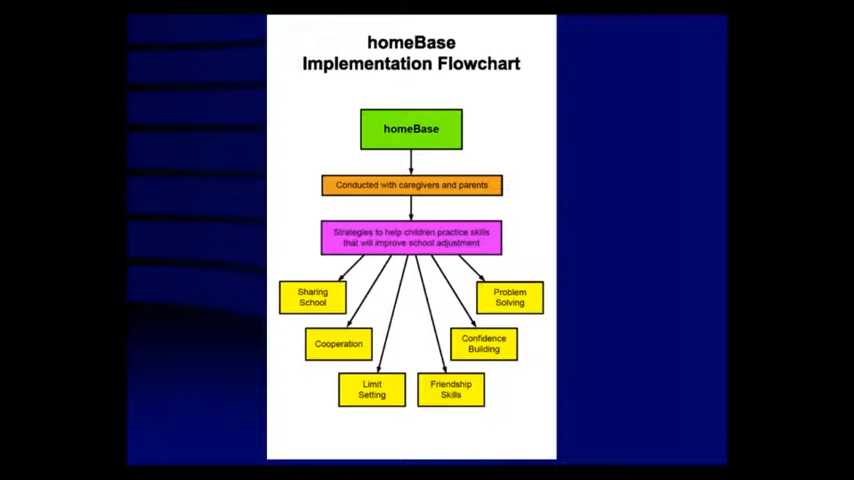 homeBase
Implementation Flowchart
homeBase
Conducted with caregivers and parents
Strategies to help children practice skills
that will improve school adjustment
Sharing
School
Problem
Solving
Cooperation
Confidence
Building
Limit
Setting
Friendship
Skills